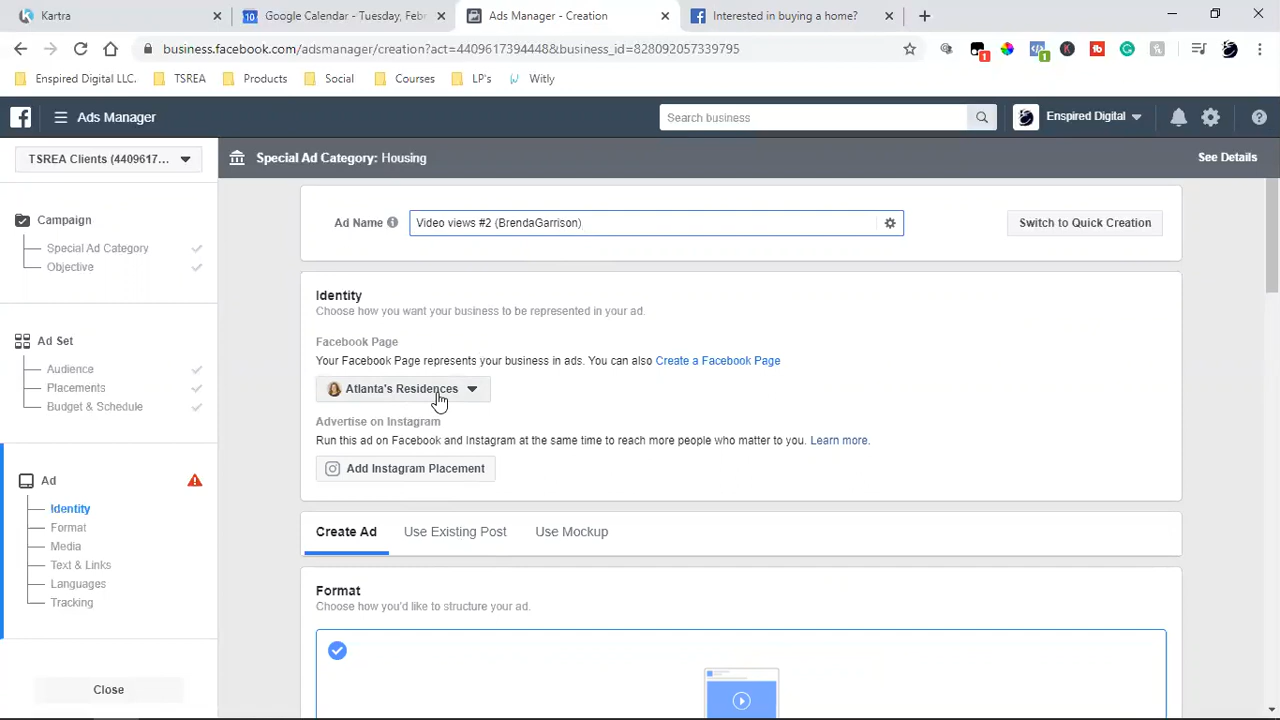 Kartra
Google Calendar - Tuesday, Febr
Ads Manager - Creation
Interested in buying a home?
business.facebook.com/adsmanager/creation?act=4409617394448&business_id=828092057339795
Enspired Digital LLC.
TSREA
Products
Social
Courses
LP's
Witly
Ads Manager
Search business
Enspired Digital
TSREA Clients (4409617...
Special Ad Category: Housing
See Details
Campaign
Special Ad Category
Objective
Ad Set
Audience
Placements
Budget & Schedule
Ad
Identity
Format
Media
Text & Links
Languages
Tracking
Close
Ad Name
Video views #2 (BrendaGarrison)
Switch to Quick Creation
Identity
Choose how you want your business to be represented in your ad.
Facebook Page
Your Facebook Page represents your business in ads. You can also Create a Facebook Page
Atlanta's Residences
Advertise on Instagram
Run this ad on Facebook and Instagram at the same time to reach more people who matter to you. Learn more.
Add Instagram Placement
Create Ad
Use Existing Post
Use Mockup
Format
Choose how you'd like to structure your ad.